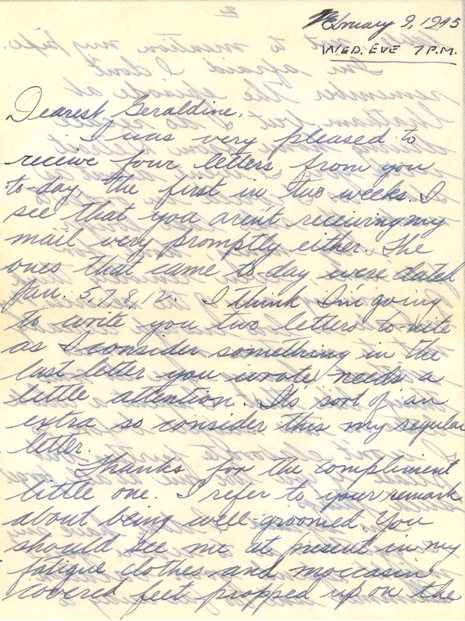 February 9, 1945
WED. EVE 7 P.M.
Dearest Geraldine,
I was very pleased to
receive four letters from you
to-day the first in two weeks. I
see that you arent receiving my
mail very promptly either. The
ones that came to-day were dated
Jan. 5, 7, 8, 12. I think I'm going
to write you two letters to-nite
as I consider something in the
last letter you wrote needs a
little attention. Its sort of an
extra so consider this my regular
letter.
Thanks for the compliment
little one. I refer to your remark
about being well groomed. You
should see me at present in my
fatigue clothes and moccasin
covered feet propped up on the